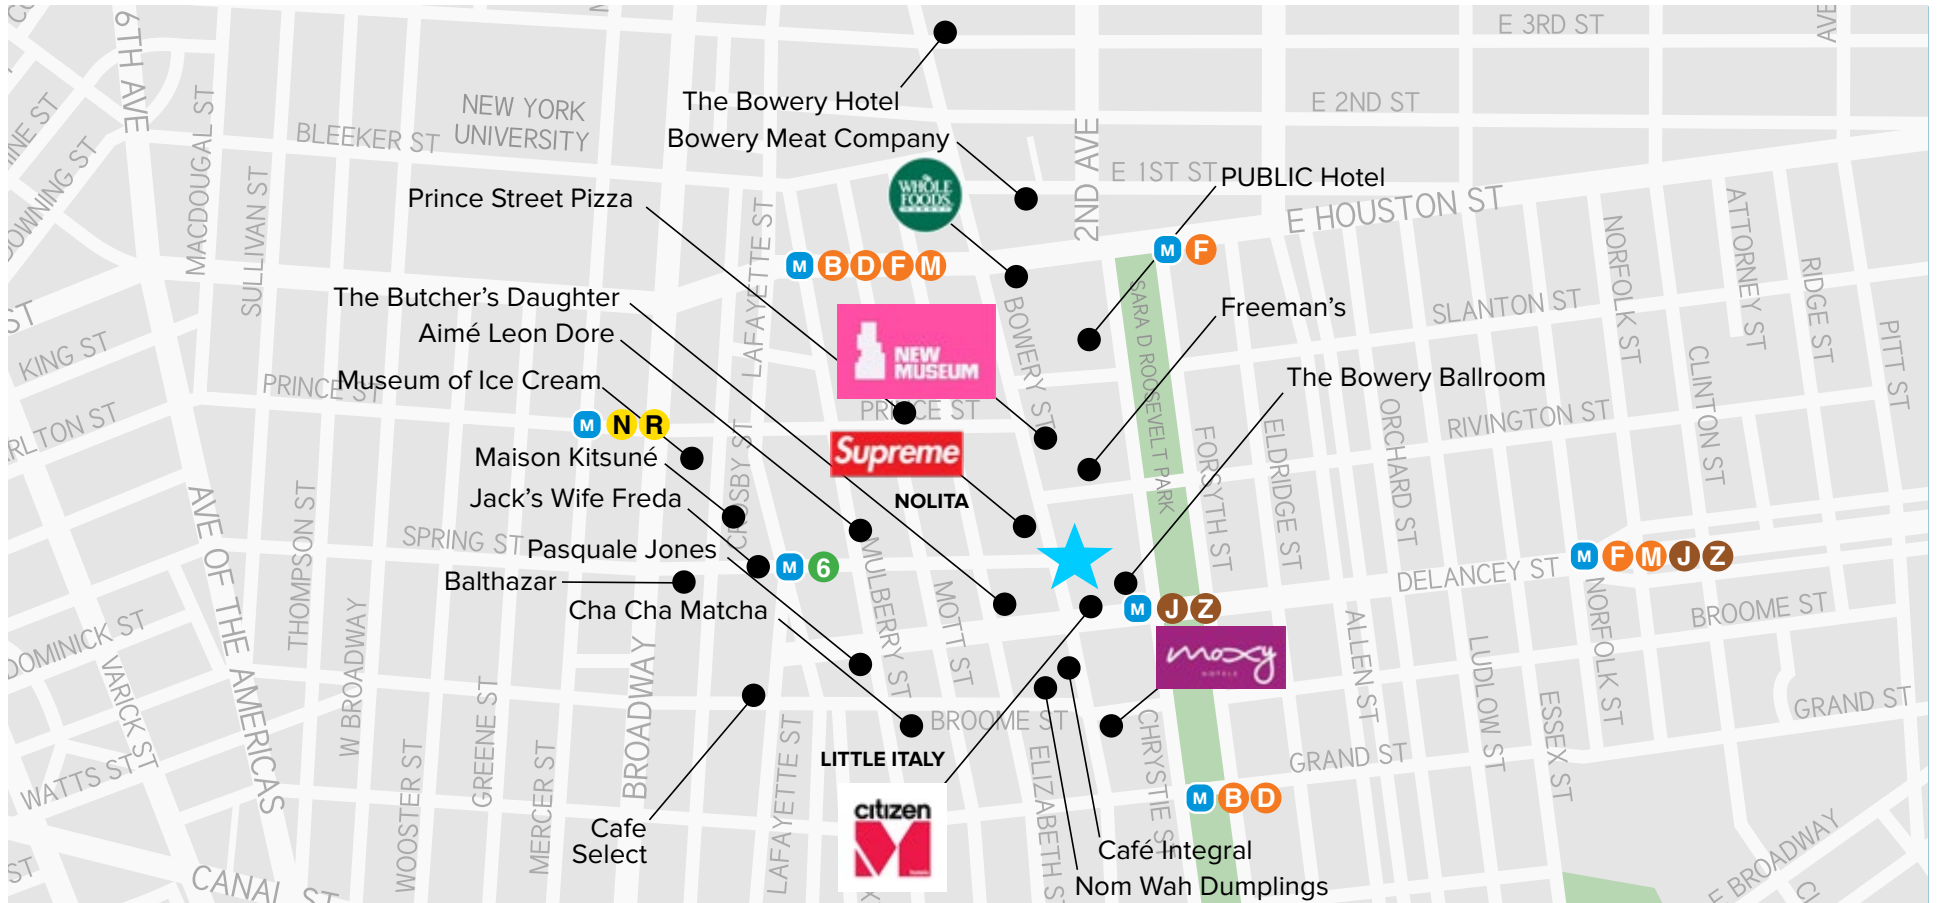 E 3RD ST
AVE
6TH AVE
MACDOUGAL ST
NEW YORK
UNIVERSITY
BLEEKER ST
The Bowery Hotel
Bowery Meat Company
2ND AVE
E 2ND ST
E 1ST ST
PUBLIC Hotel
E HOUSTON ST
WHOLE
FOODS
MARKET
Prince Street Pizza
DOWNING ST
SULLIVAN ST
LAFAYETTE ST
M B D F M
M F
NORFOLK ST
ATTORNEY ST
RIDGE ST
PITT ST
The Butcher's Daughter
Aimé Leon Dore
Museum of Ice Cream
KING ST
PRINCE ST
NEW
MUSEUM
PRINCE ST
BOWERY ST
SARA D ROOSEVELT PARK
Freeman's
SLANTON ST
The Bowery Ballroom
CLINTON ST
RIVINGTON ST
ORCHARD ST
ELDRIDGE ST
FORSYTH ST
M N R
Maison Kitsuné
Jack's Wife Freda
Supreme
NOLITA
CROSBY ST
AVE OF THE AMERICAS
THOMPSON ST
SPRING ST
Pasquale Jones
Balthazar
Cha Cha Matcha
M 6
MULBERRY ST
MOTT ST
M J Z
DELANCEY ST
M F M J Z
NORFOLK ST
BROOME ST
DOMINICK ST
VARICK ST
W BROADWAY
BROADWAY
moxy
HOTELS
ALLEN ST
LUDLOW ST
ESSEX ST
GRAND ST
WATTS ST
WOOSTER ST
GREENE ST
MERCER ST
LAFAYETTE ST
BROOME ST
LITTLE ITALY
ELIZABETH S
CHRYSTIE S
GRAND ST
M B D
citizen
M
Cafe
Select
Café Integral
Nom Wah Dumplings
CANAL ST
E BROADWAY